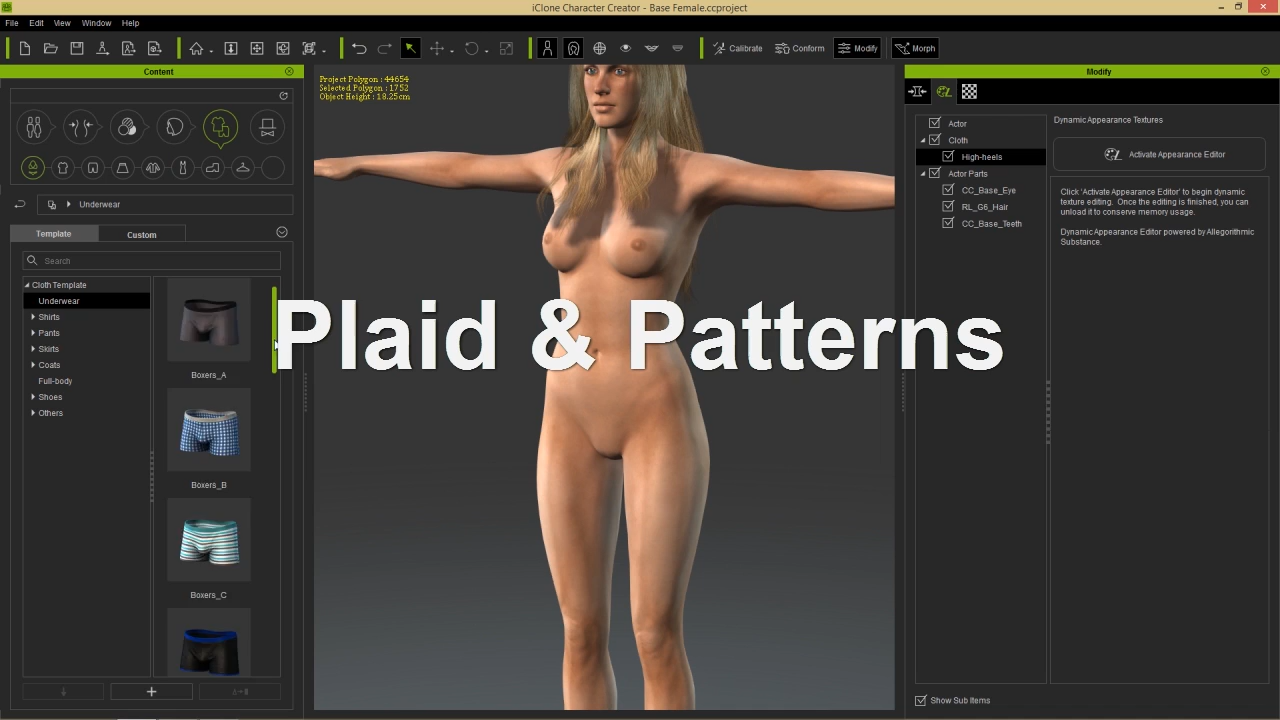 iClone Character Creator - Base Female.ccproject
File Edit View Window Help
Calibrate Conform Modify Morph
Content
Underwear
Template Custom
Search
Cloth Template
Underwear
Shirts
Pants
Skirts
Coats
Full-body
Shoes
Others
Boxers_A
Boxers_B
Boxers_C
Project Polygon : 44654
Selected Polygon : 1752
Object Height : 18.25cm
Plaid & Patterns
Modify
Actor
Cloth
High-heels
Actor Parts
CC_Base_Eye
RL_G6_Hair
CC_Base_Teeth
Dynamic Appearance Textures
Activate Appearance Editor
Click 'Activate Appearance Editor' to begin dynamic
texture editing. Once the editing is finished, you can
unload it to conserve memory usage.
Dynamic Appearance Editor powered by Allegorithmic
Substance.
Show Sub Items